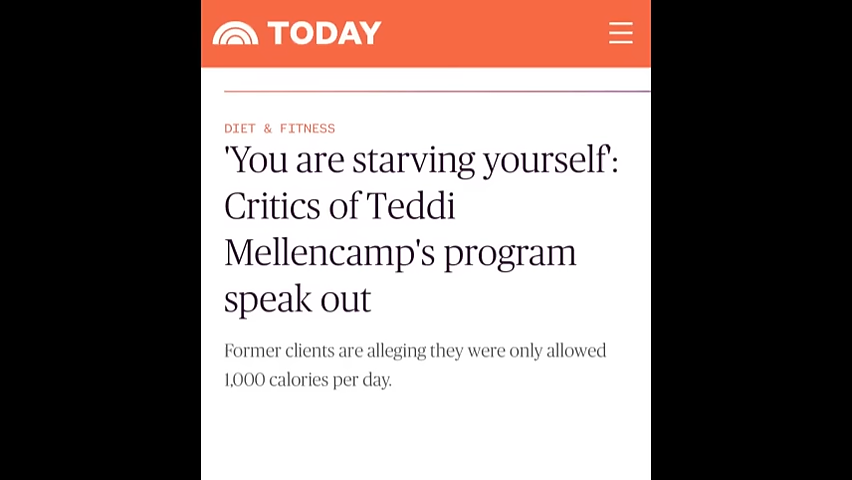 TODAY
DIET & FITNESS
'You are starving yourself':
Critics of Teddi
Mellencamp's program
speak out
Former clients are alleging they were only allowed
1,000 calories per day.